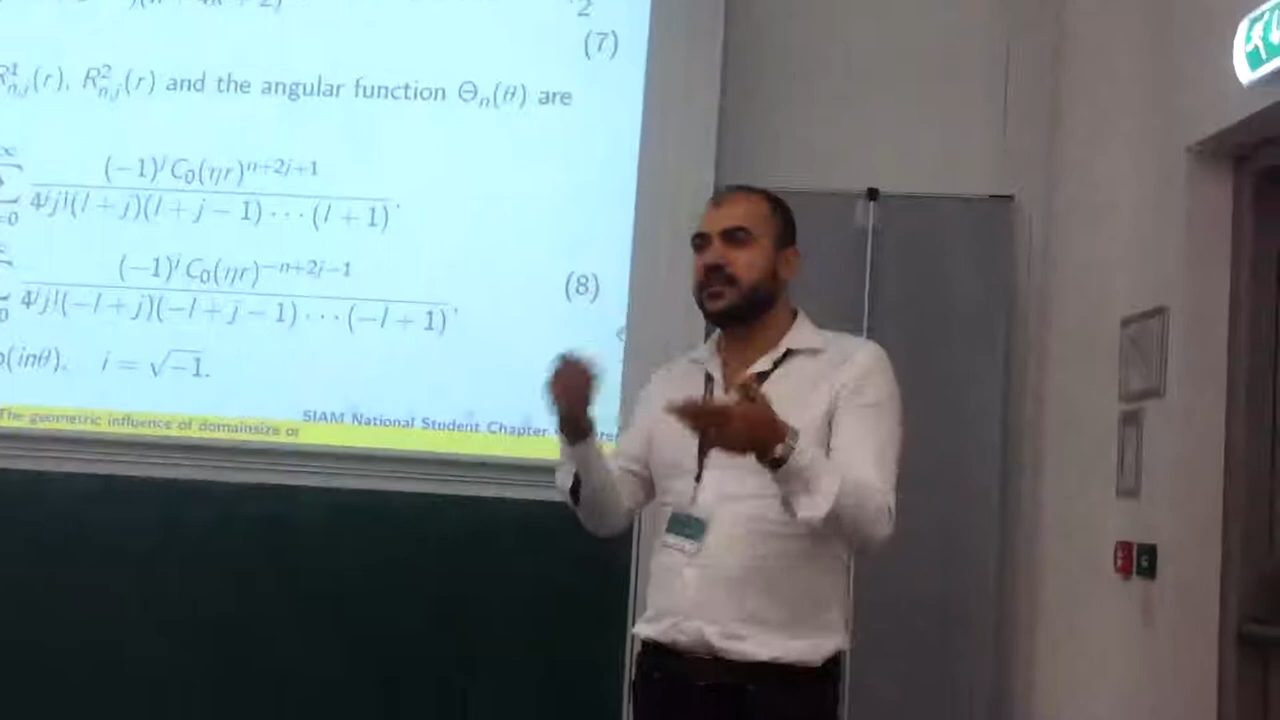 (7)
R^1_{n,j}(r), R^2_{n,j}(r) and the angular function Θ_n(θ) are
(-1)^j C_0(ηr)^{n+2j+1}
4^j j!(l + j)(l + j − 1) ··· (l + 1)
(-1)^j C_0(ηr)^{-n+2j-1}
4^j j!(−l + j)(−l + j − 1) ··· (−l + 1)
(8)
(inθ), i = √−1.
The geometric influence of domainsize or
SIAM National Student Chapter